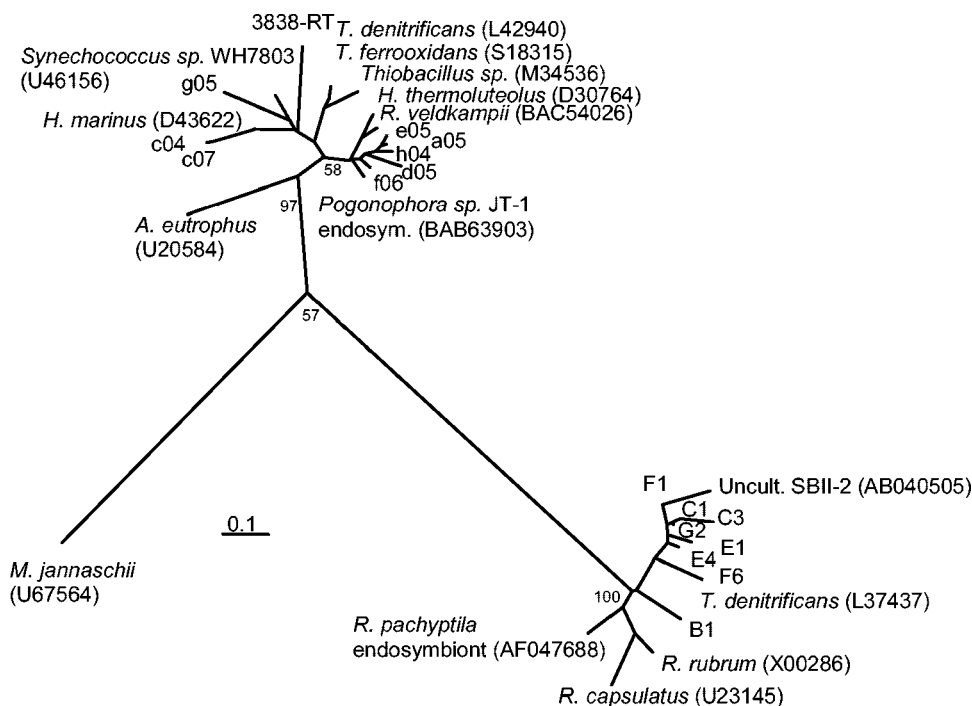 3838-RT
T. denitrificans (L42940)
T. ferrooxidans (S18315)
Synechococcus sp. WH7803
(U46156)
Thiobacillus sp. (M34536)
g05
H. thermoluteolus (D30764)
R. veldkampii (BAC54026)
H. marinus (D43622)
e05
a05
c04
h04
c07
d05
f06
58
97
Pogonophora sp. JT-1
endosym. (BAB63903)
A. eutrophus
(U20584)
57
F1
Uncult. SBII-2 (AB040505)
C1
C3
G2
0.1
E1
E4
F6
M. jannaschii
(U67564)
100
T. denitrificans (L37437)
B1
R. pachyptila
endosymbiont (AF047688)
R. rubrum (X00286)
R. capsulatus (U23145)